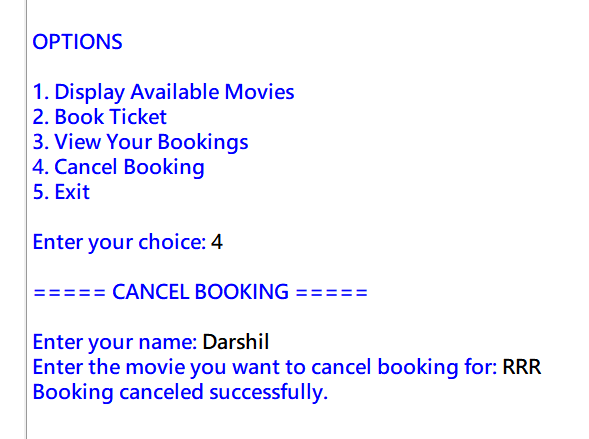 OPTIONS
1. Display Available Movies
2. Book Ticket
3. View Your Bookings
4. Cancel Booking
5. Exit
Enter your choice: 4
===== CANCEL BOOKING =====
Enter your name: Darshil
Enter the movie you want to cancel booking for: RRR
Booking canceled successfully.